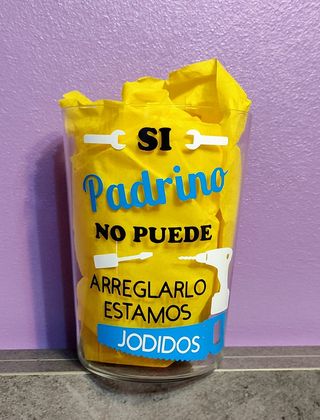 SI
Padrino
NO PUEDE
ARREGLARLO
ESTAMOS
JODIDOS